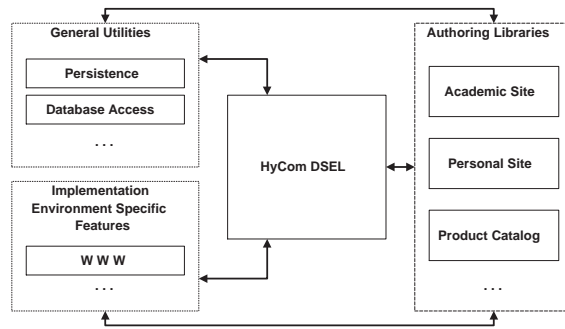 General Utilities
Persistence
Database Access
. . .
Implementation
Environment Specific
Features
W W W
. . .
HyCom DSEL
Authoring Libraries
Academic Site
Personal Site
Product Catalog
. . .